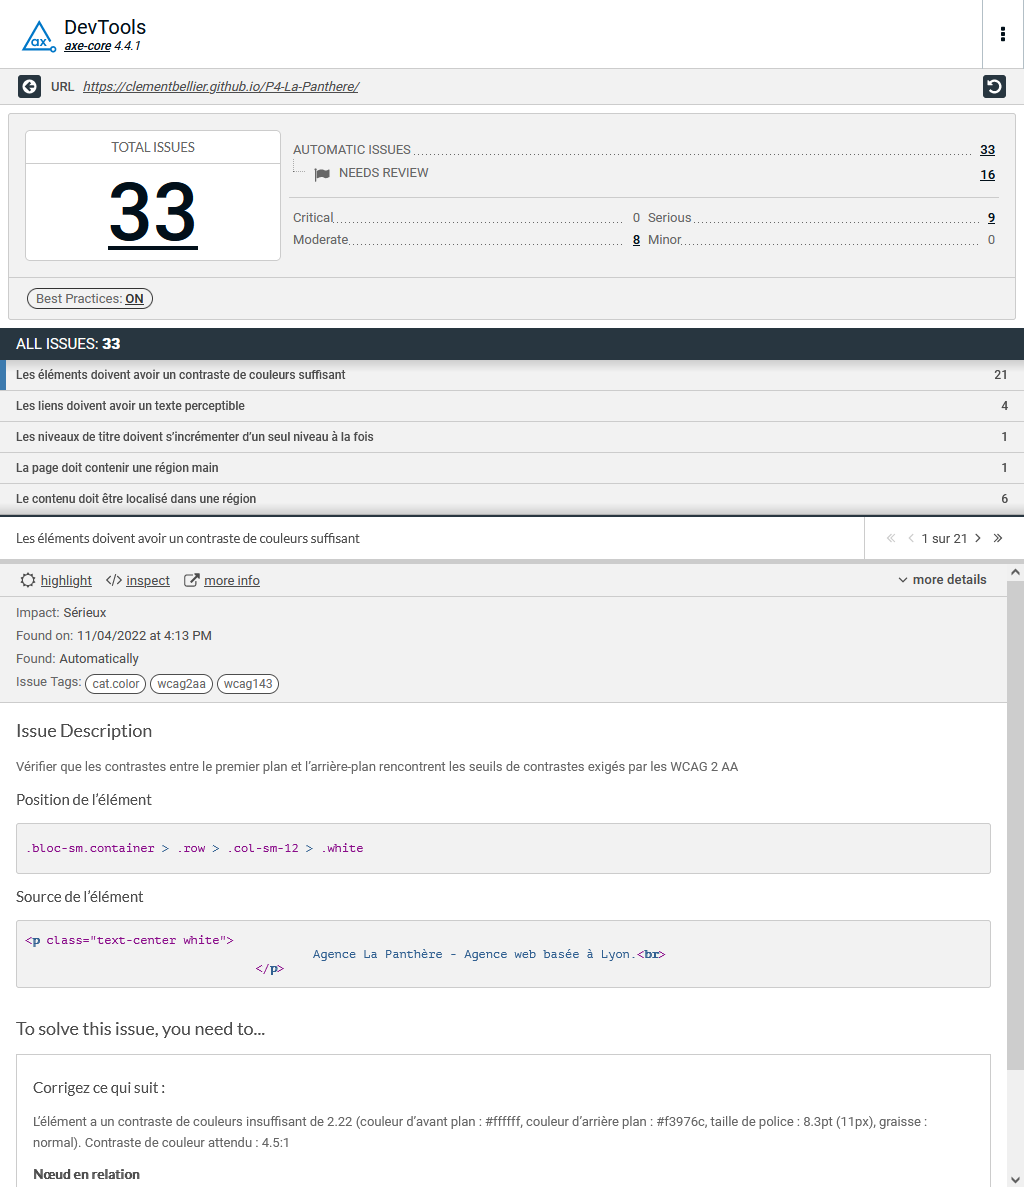 DevTools
ax
axe-core 4.4.1
URL https://clementbellier.github.io/P4-La-Panthere/
TOTAL ISSUES
33
AUTOMATIC ISSUES 33
NEEDS REVIEW 16
Critical 0 Serious 9
Moderate 8 Minor 0
Best Practices: ON
ALL ISSUES: 33
Les éléments doivent avoir un contraste de couleurs suffisant 21
Les liens doivent avoir un texte perceptible 4
Les niveaux de titre doivent s’incrémenter d’un seul niveau à la fois 1
La page doit contenir une région main 1
Le contenu doit être localisé dans une région 6
Les éléments doivent avoir un contraste de couleurs suffisant « ‹ 1 sur 21 › »
highlight </> inspect more info more details
Impact: Sérieux
Found on: 11/04/2022 at 4:13 PM
Found: Automatically
Issue Tags: cat.color wcag2aa wcag143
Issue Description
Vérifier que les contrastes entre le premier plan et l’arrière-plan rencontrent les seuils de contrastes exigés par les WCAG 2 AA
Position de l’élément
.bloc-sm.container > .row > .col-sm-12 > .white
Source de l’élément
<p class="text-center white">
Agence La Panthère - Agence web basée à Lyon.<br>
</p>
To solve this issue, you need to...
Corrigez ce qui suit :
L’élément a un contraste de couleurs insuffisant de 2.22 (couleur d’avant plan : #ffffff, couleur d’arrière plan : #f3976c, taille de police : 8.3pt (11px), graisse :
normal). Contraste de couleur attendu : 4.5:1
Nœud en relation